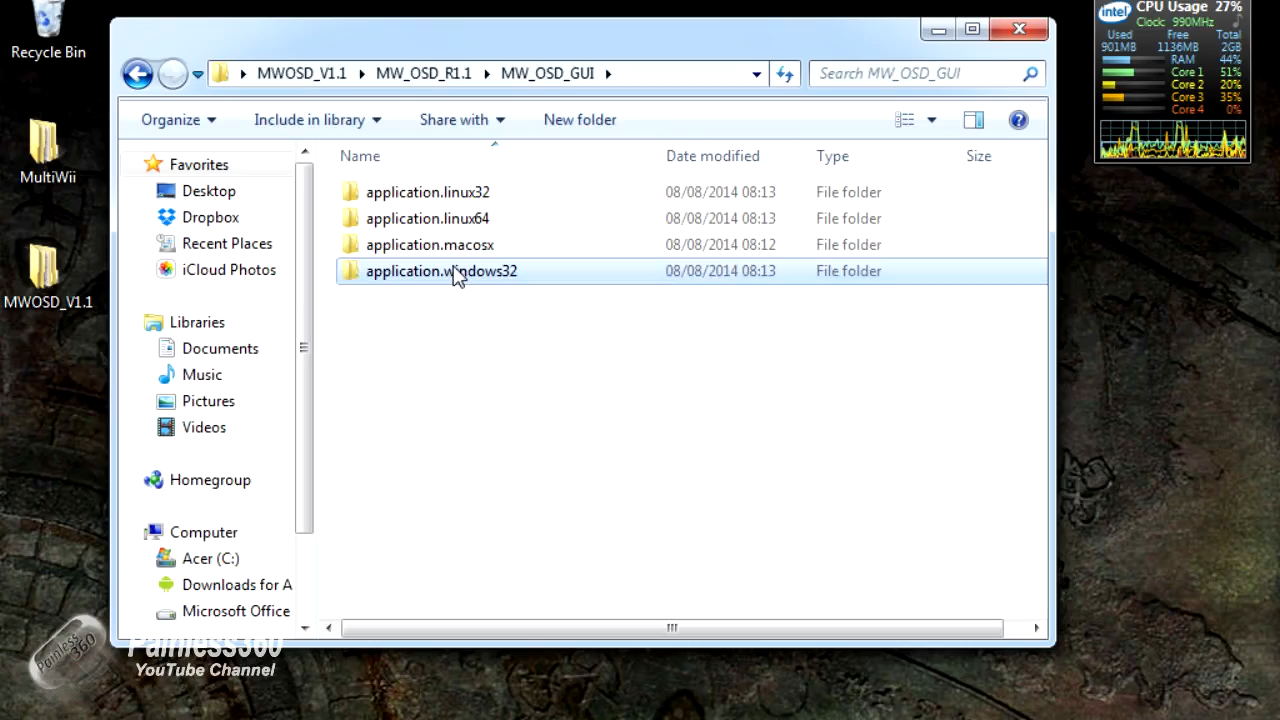 Recycle Bin
MultiWii
MWOSD_V1.1
MWOSD_V1.1 MW_OSD_R1.1 MW_OSD_GUI
Search MW_OSD_GUI
Organize Include in library Share with New folder
Name Date modified Type Size
application.linux32 08/08/2014 08:13 File folder
application.linux64 08/08/2014 08:13 File folder
application.macosx 08/08/2014 08:12 File folder
application.windows32 08/08/2014 08:13 File folder
Favorites
Desktop
Dropbox
Recent Places
iCloud Photos
Libraries
Documents
Music
Pictures
Videos
Homegroup
Computer
Acer (C:)
Downloads for A
Microsoft Office
intel
CPU Usage 27%
Clock: 990MHz
Used Free Total
901MB 1136MB 2GB
RAM 44%
Core 1 51%
Core 2 20%
Core 3 35%
Core 4 0%
Painless360
Painless360
YouTube Channel